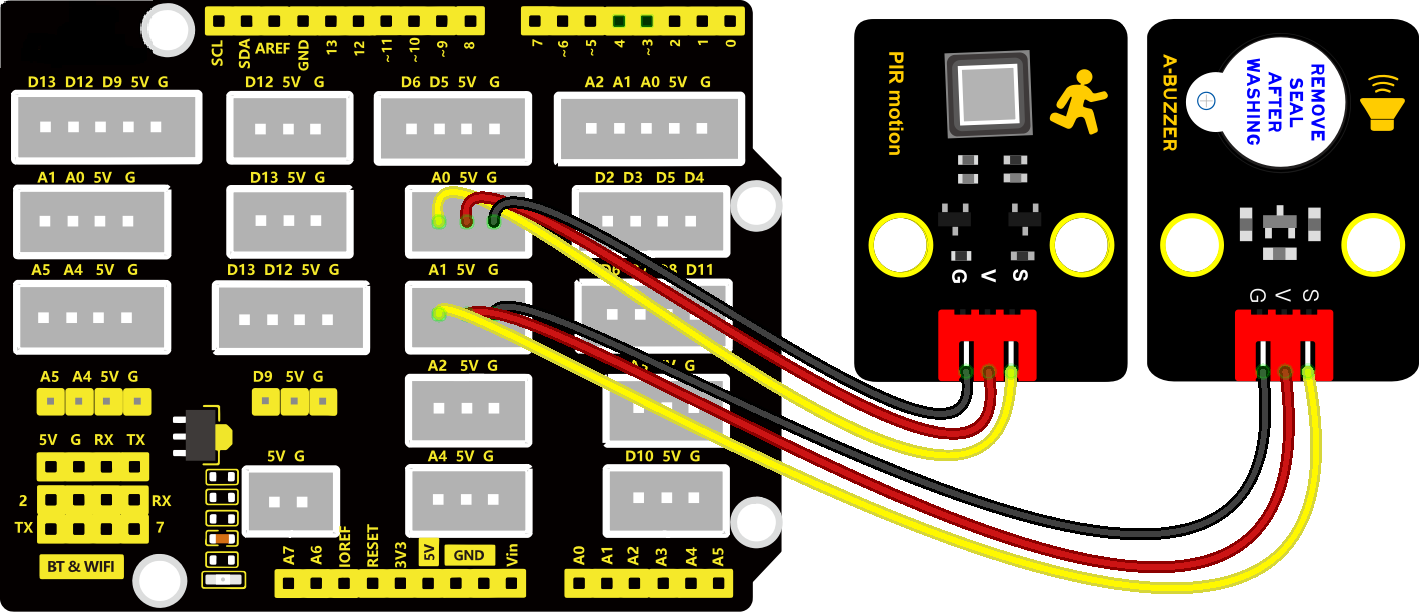 SCL SDA AREF GND 13 12 ~11 ~10 ~9 8 7 ~6 ~5 4 ~3 2 1 0
D13 D12 D9 5V G
D12 5V G
D6 D5 5V G
A2 A1 A0 5V G
A1 A0 5V G
D13 5V G
A0 5V G
D2 D3 D5 D4
A5 A4 5V G
D13 D12 5V G
A1 5V G
D8 D11
A5 A4 5V G
D9 5V G
A2 5V G
5V G RX TX
5V G
A4 5V G
D10 5V G
2 RX
TX 7
BT & WIFI
A7 A6 IOREF RESET 3V3 5V GND Vin
A0 A1 A2 A3 A4 A5
PIR motion
G V S
A-BUZZER
REMOVE
SEAL
AFTER
WASHING
G V S